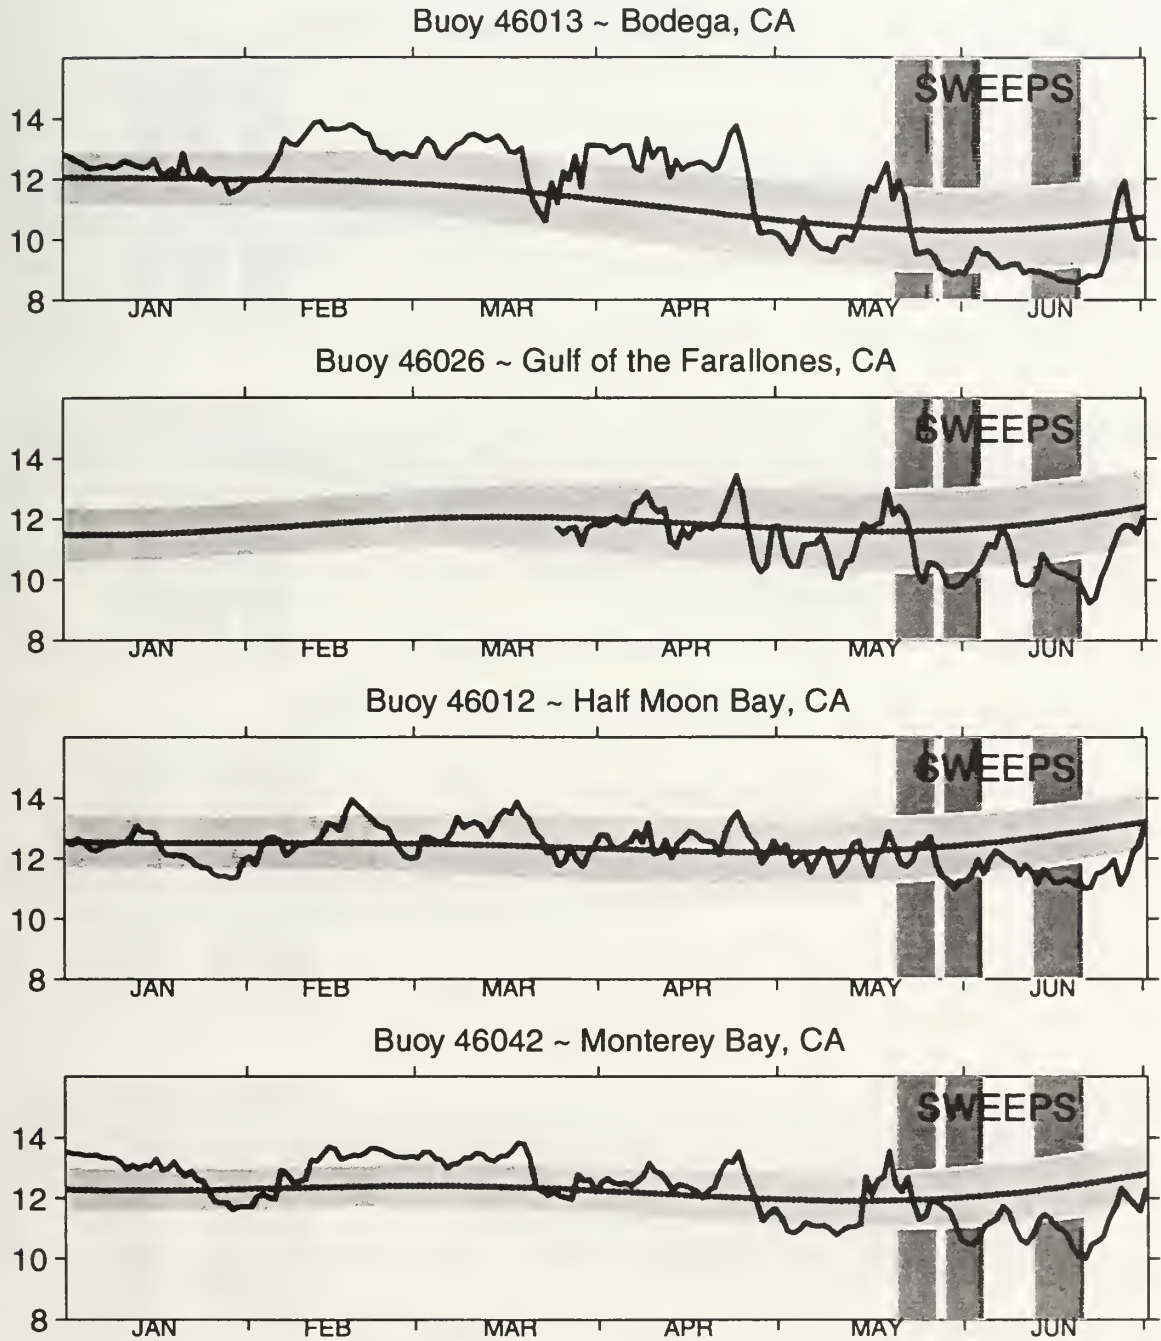 Buoy 46013 ~ Bodega, CA
SWEEPS
14
12
10
8
JAN FEB MAR APR MAY JUN
Buoy 46026 ~ Gulf of the Farallones, CA
SWEEPS
14
12
10
8
JAN FEB MAR APR MAY JUN
Buoy 46012 ~ Half Moon Bay, CA
SWEEPS
14
12
10
8
JAN FEB MAR APR MAY JUN
Buoy 46042 ~ Monterey Bay, CA
SWEEPS
14
12
10
8
JAN FEB MAR APR MAY JUN